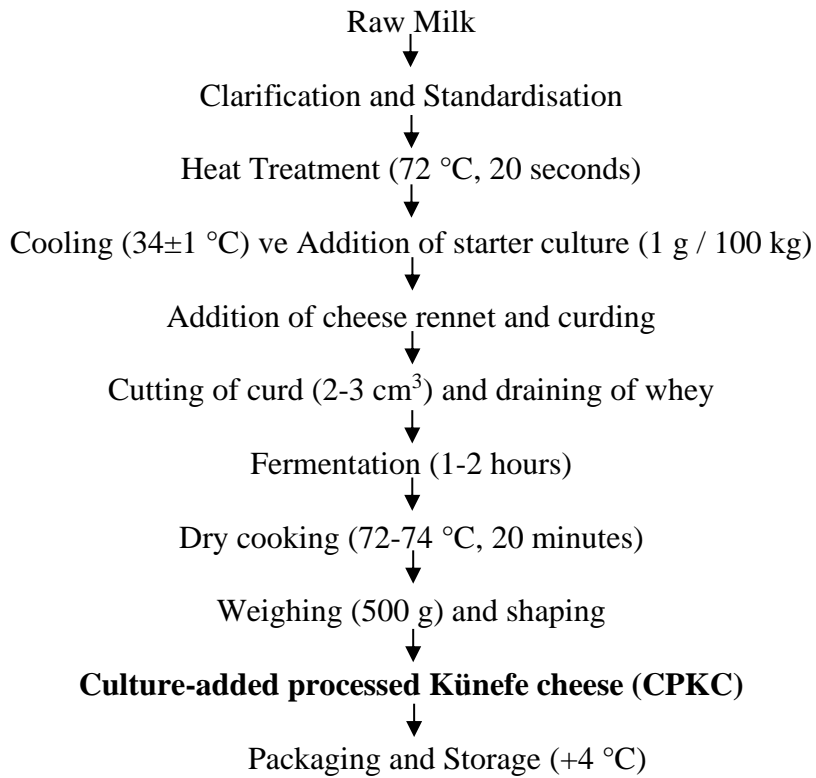 Raw Milk
Clarification and Standardisation
Heat Treatment (72 °C, 20 seconds)
Cooling (34±1 °C) ve Addition of starter culture (1 g / 100 kg)
Addition of cheese rennet and curding
Cutting of curd (2-3 cm³) and draining of whey
Fermentation (1-2 hours)
Dry cooking (72-74 °C, 20 minutes)
Weighing (500 g) and shaping
Culture-added processed Künefe cheese (CPKC)
Packaging and Storage (+4 °C)